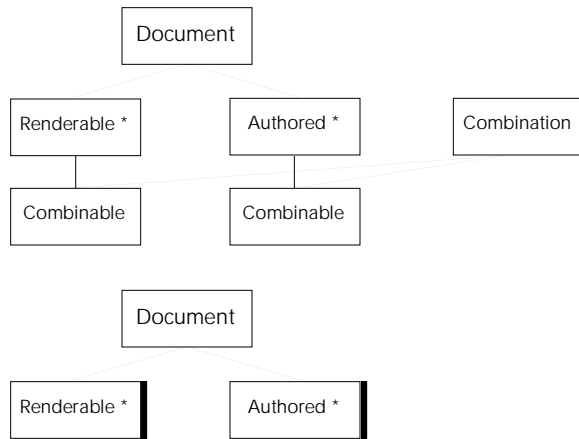 Document
Renderable *
Authored *
Combination
Combinable
Combinable
Document
Renderable *
Authored *